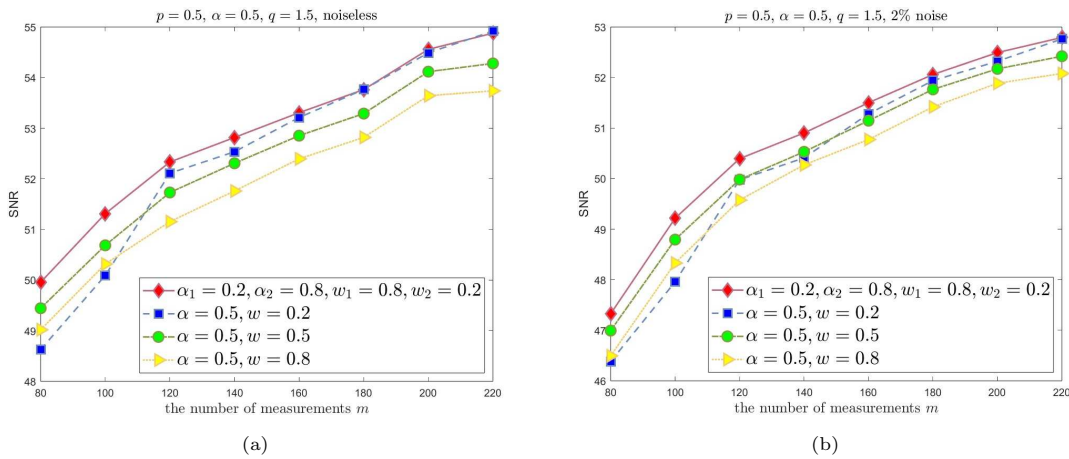 p = 0.5, α = 0.5, q = 1.5, noiseless
55
54
53
52
51
50
49
48
SNR
α₁ = 0.2, α₂ = 0.8, w₁ = 0.8, w₂ = 0.2
α = 0.5, w = 0.2
α = 0.5, w = 0.5
α = 0.5, w = 0.8
80 100 120 140 160 180 200 220
the number of measurements m
(a)
p = 0.5, α = 0.5, q = 1.5, 2% noise
53
52
51
50
49
48
47
46
SNR
α₁ = 0.2, α₂ = 0.8, w₁ = 0.8, w₂ = 0.2
α = 0.5, w = 0.2
α = 0.5, w = 0.5
α = 0.5, w = 0.8
80 100 120 140 160 180 200 220
the number of measurements m
(b)